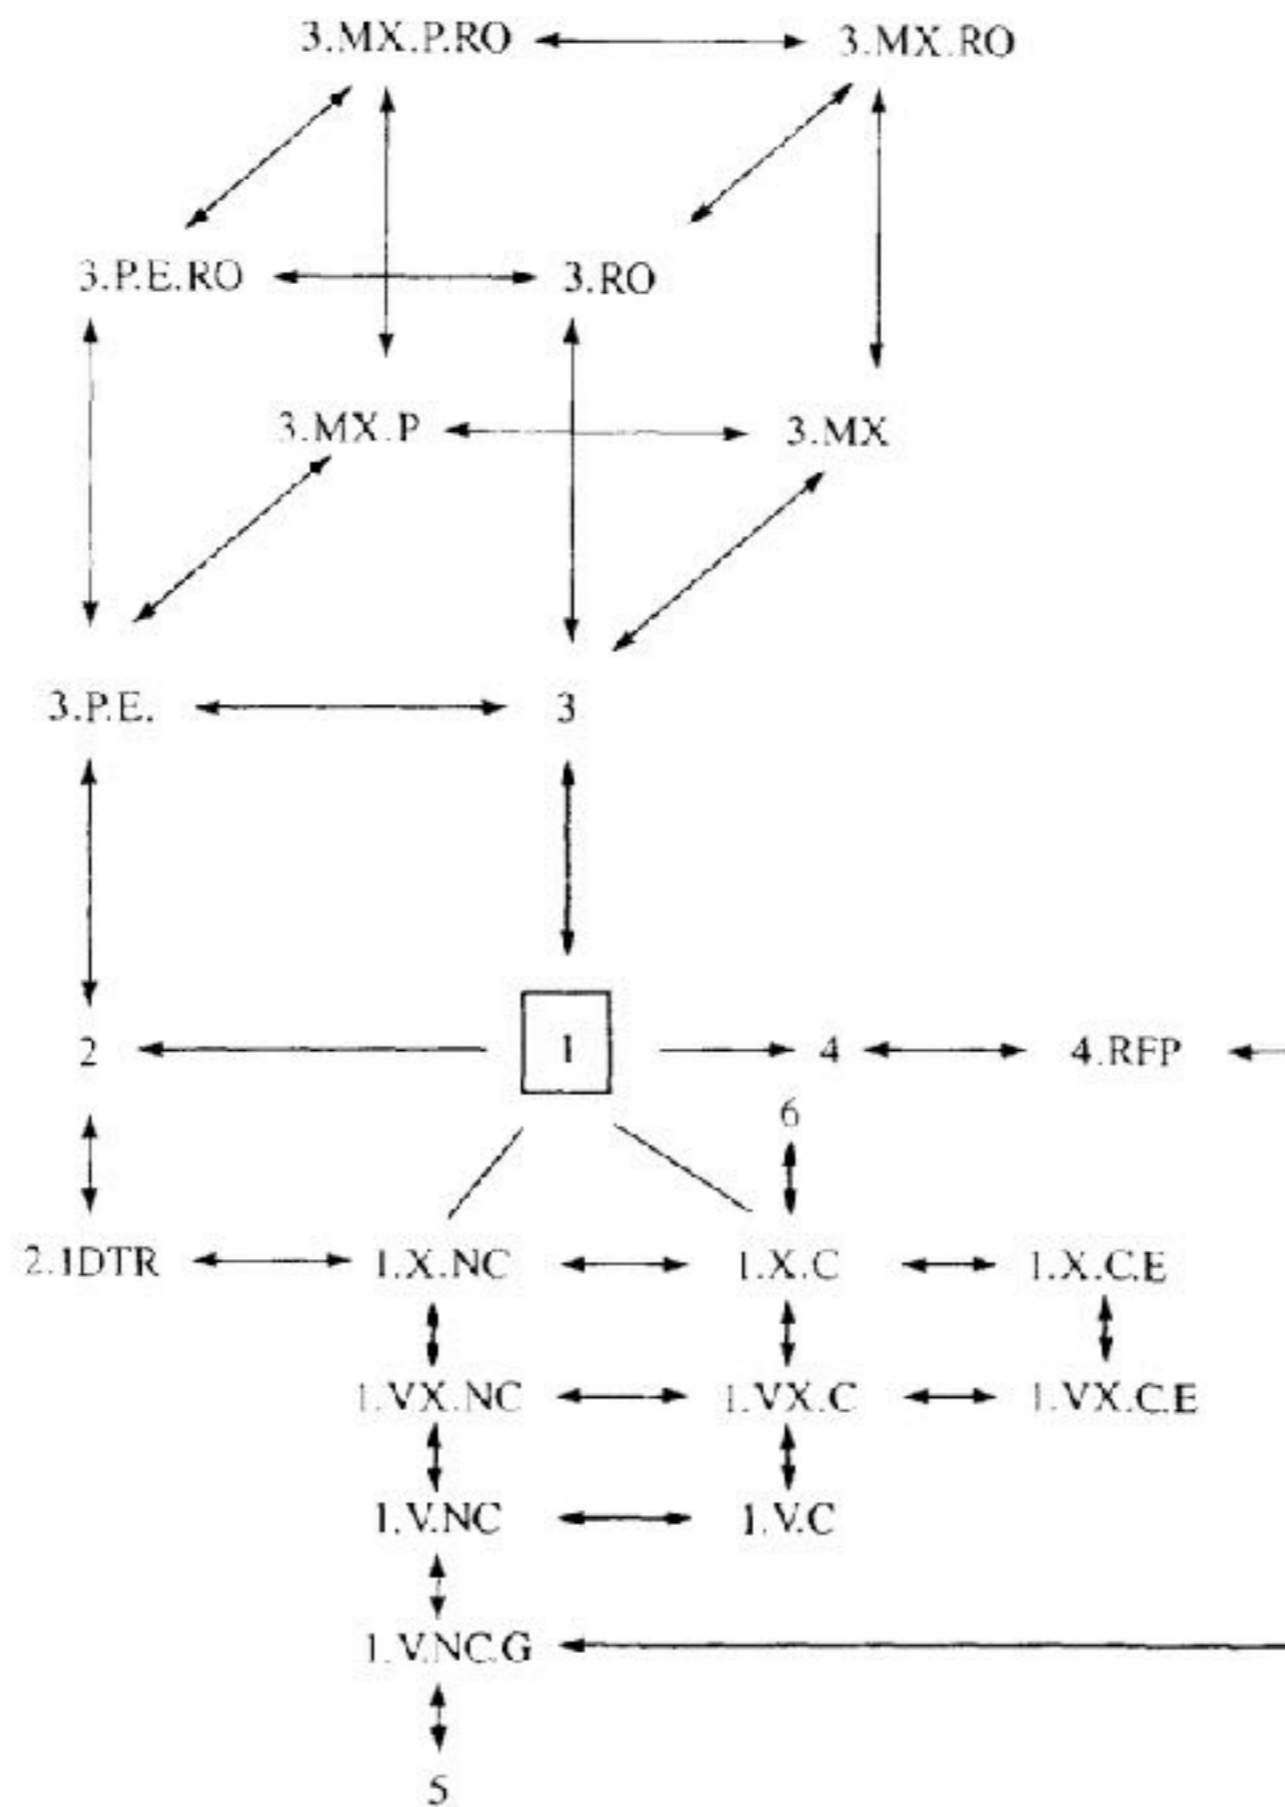 3.MX.P.RO 3.MX.RO
3.P.E.RO 3.RO
3.MX.P 3.MX
3.P.E. 3
2 1 4 4.RFP
6
2.1DTR 1.X.NC 1.X.C 1.X.C.E
1.VX.NC 1.VX.C 1.VX.C.E
1.V.NC 1.V.C
1.V.NC.G
5